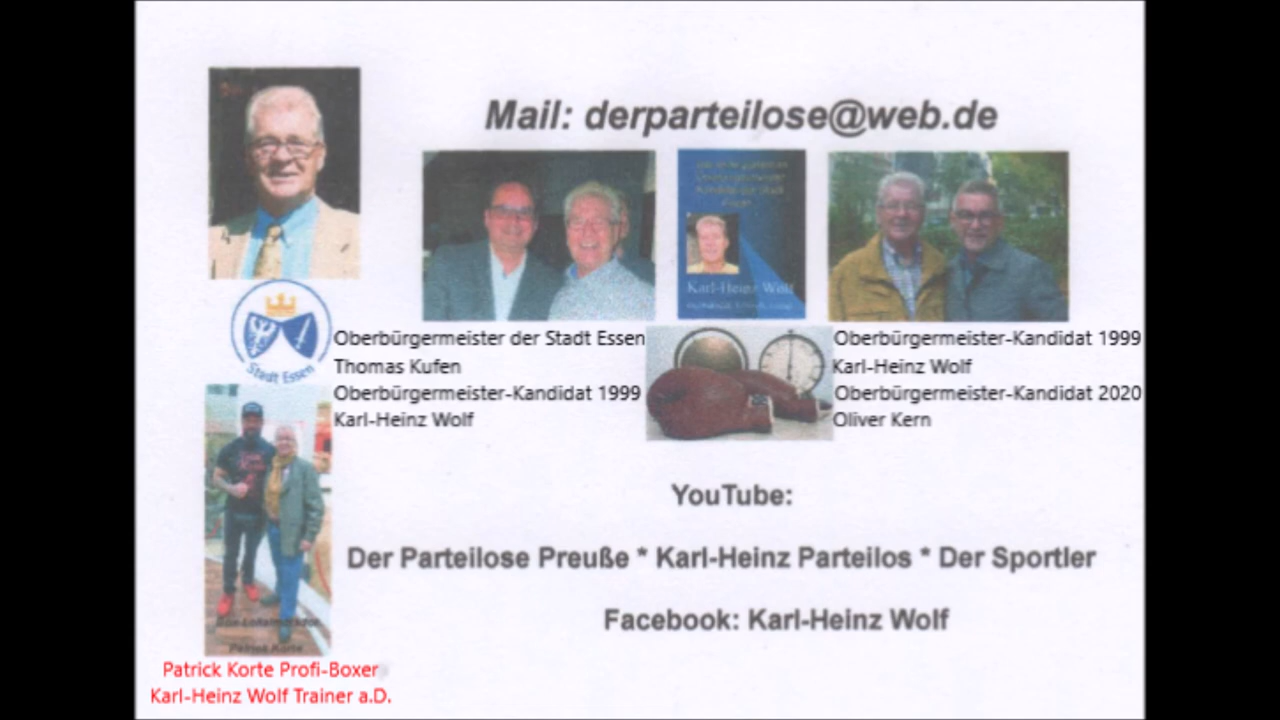 Mail: derparteilose@web.de
Karl-Heinz Wolf
Stadt Essen
Oberbürgermeister der Stadt Essen
Thomas Kufen
Oberbürgermeister-Kandidat 1999
Karl-Heinz Wolf
Oberbürgermeister-Kandidat 1999
Karl-Heinz Wolf
Oberbürgermeister-Kandidat 2020
Oliver Kern
YouTube:
Der Parteilose Preuße * Karl-Heinz Parteilos * Der Sportler
Facebook: Karl-Heinz Wolf
Patrick Korte
Patrick Korte Profi-Boxer
Karl-Heinz Wolf Trainer a.D.